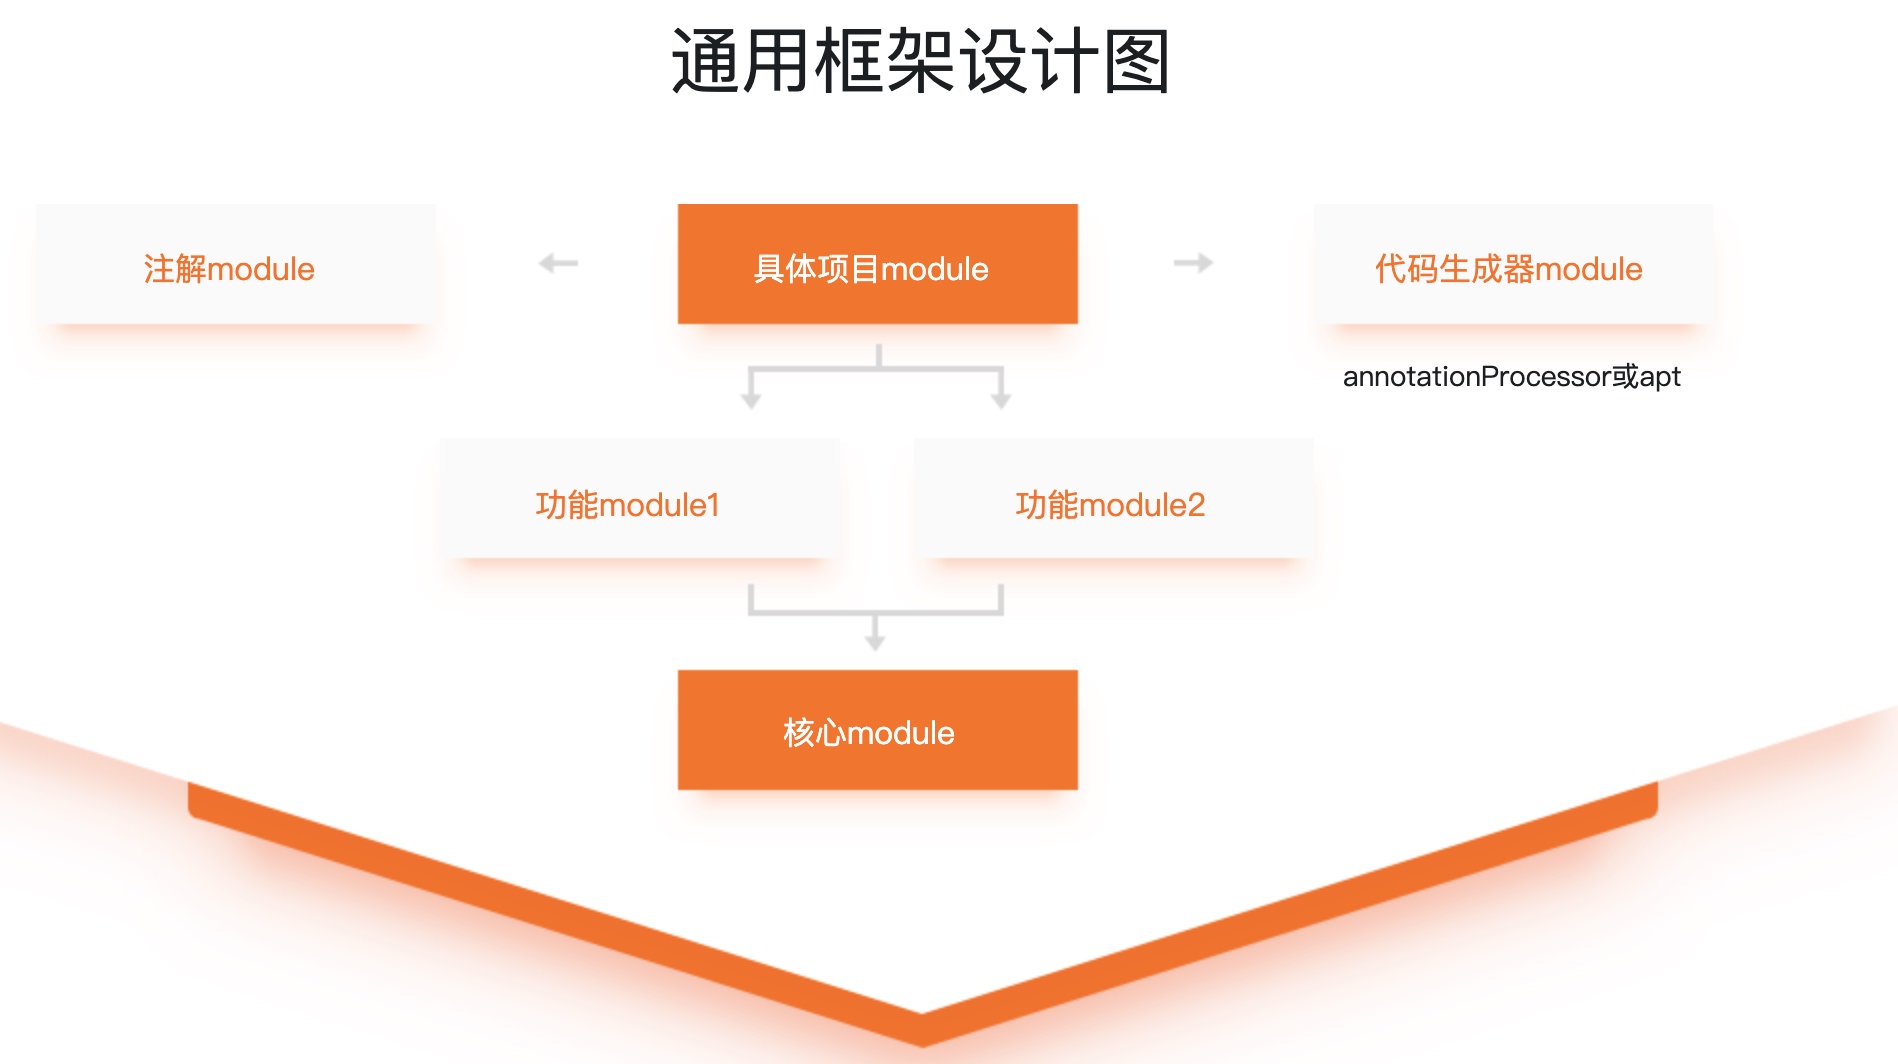 通用框架设计图
注解module
具体项目module
代码生成器module
annotationProcessor或apt
功能module1
功能module2
核心module